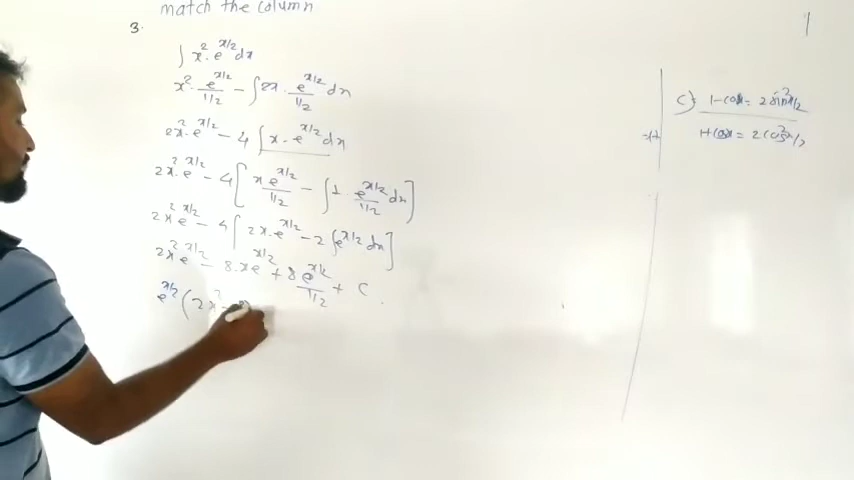 match the column
3.
∫ x² · e^{x/2} dx
x² · e^{x/2}/(1/2) - ∫ 2x · e^{x/2}/(1/2) dx
2x² · e^{x/2} - 4 ∫ x · e^{x/2} dx
2x² · e^{x/2} - 4 [ x e^{x/2}/(1/2) - ∫ 1 · e^{x/2}/(1/2) dx ]
2x² e^{x/2} - 4 [ 2x · e^{x/2} - 2 ∫ e^{x/2} dx ]
2x² e^{x/2} - 8 · x e^{x/2} + 8 e^{x/2}/(1/2) + C
e^{x/2} ( 2x² - 8
c) 1 - cosx = 2 sin² x/2
1 + cosx = 2 cos² x/2